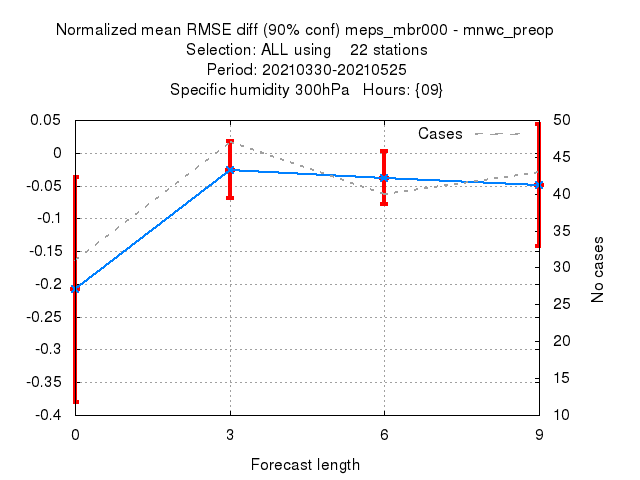 Normalized mean RMSE diff (90% conf) meps_mbr000 - mnwc_preop
Selection: ALL using    22 stations
Period: 20210330-20210525
Specific humidity 300hPa   Hours: {09}
0.05
0
-0.05
-0.1
-0.15
-0.2
-0.25
-0.3
-0.35
-0.4
Cases
50
45
40
35
30
25
20
15
10
No cases
0 3 6 9
Forecast length